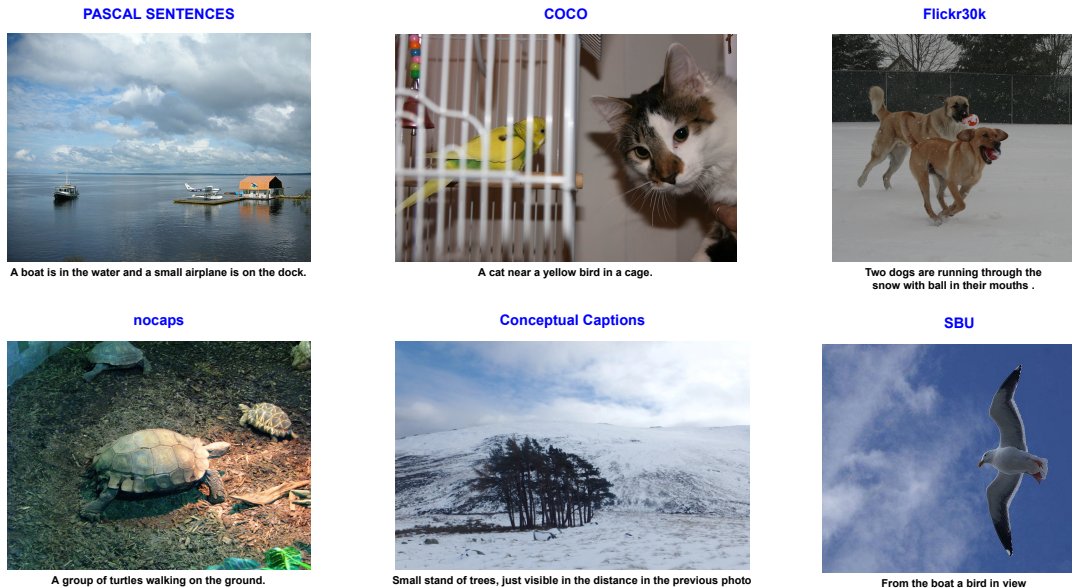 PASCAL SENTENCES
COCO
Flickr30k
A boat is in the water and a small airplane is on the dock.
A cat near a yellow bird in a cage.
Two dogs are running through the
snow with ball in their mouths .
nocaps
Conceptual Captions
SBU
A group of turtles walking on the ground.
Small stand of trees, just visible in the distance in the previous photo
From the boat a bird in view